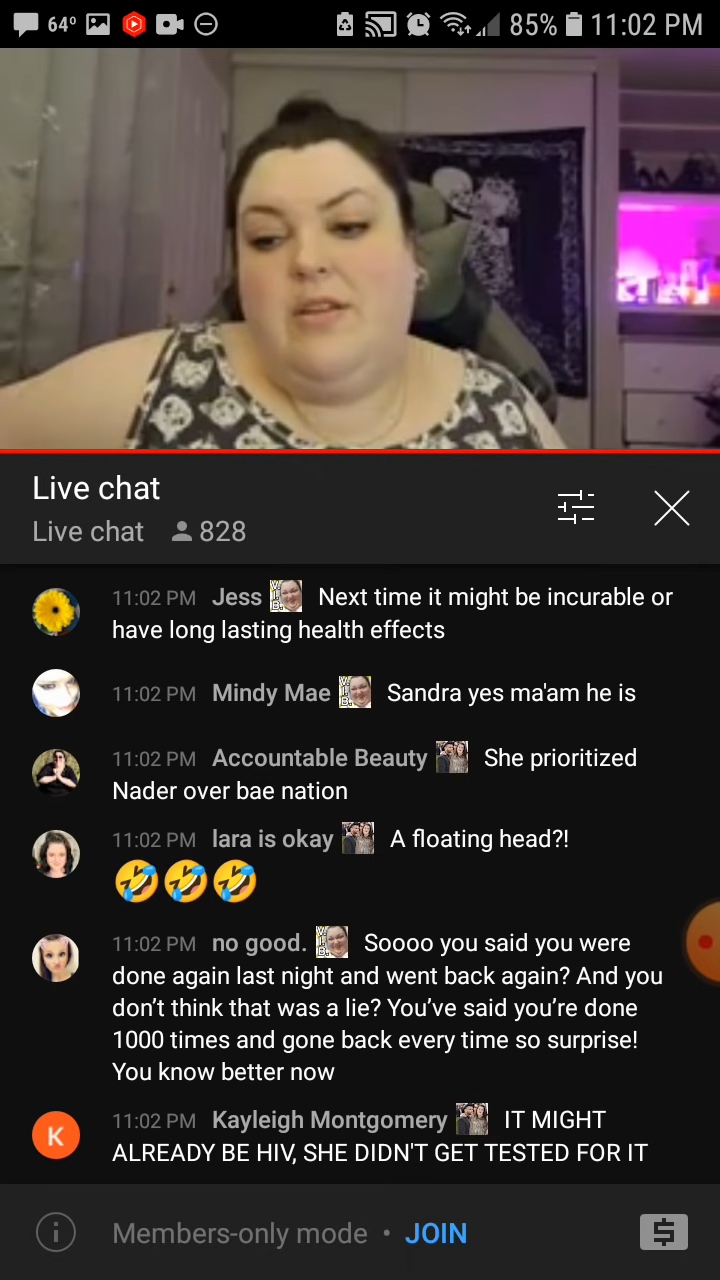 64° 85% 11:02 PM
Live chat
Live chat 828
11:02 PM Jess Next time it might be incurable or
have long lasting health effects
11:02 PM Mindy Mae Sandra yes ma'am he is
11:02 PM Accountable Beauty She prioritized
Nader over bae nation
11:02 PM lara is okay A floating head?!
🤣🤣🤣
11:02 PM no good. Soooo you said you were
done again last night and went back again? And you
don’t think that was a lie? You’ve said you’re done
1000 times and gone back every time so surprise!
You know better now
K 11:02 PM Kayleigh Montgomery IT MIGHT
ALREADY BE HIV, SHE DIDN'T GET TESTED FOR IT
Members-only mode • JOIN